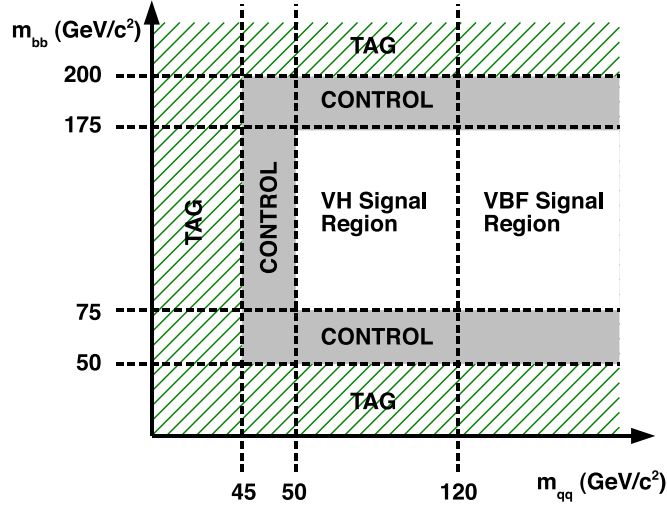 m_bb (GeV/c²)
TAG
200
CONTROL
175
TAG
CONTROL
VH Signal
Region
VBF Signal
Region
75
CONTROL
50
TAG
45 50 120 m_qq (GeV/c²)